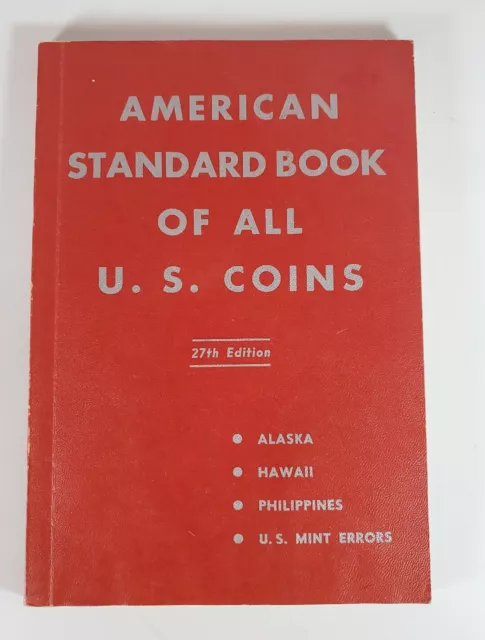 AMERICAN
STANDARD BOOK
OF ALL
U. S. COINS
27th Edition
• ALASKA
• HAWAII
• PHILIPPINES
• U.S. MINT ERRORS